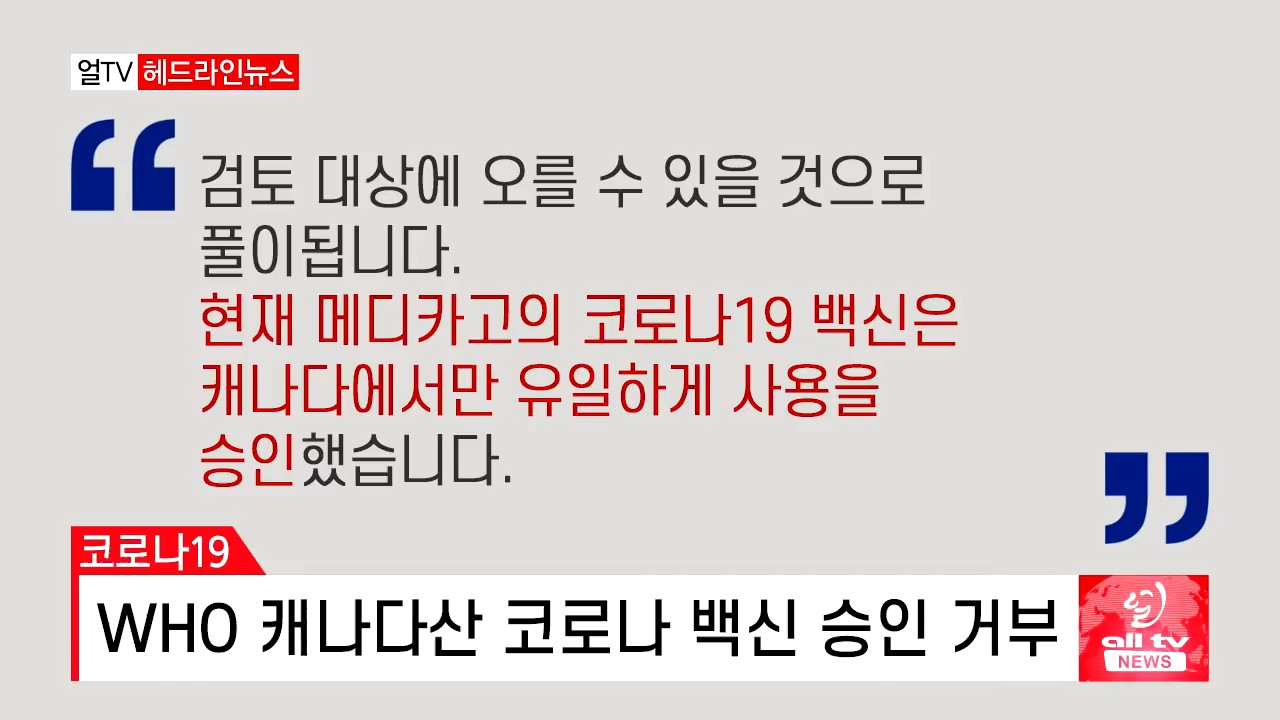 얼TV 헤드라인뉴스
검토 대상에 오를 수 있을 것으로
풀이됩니다.
현재 메디카고의 코로나19 백신은
캐나다에서만 유일하게 사용을
승인했습니다.
코로나19
WHO 캐나다산 코로나 백신 승인 거부
all tv
NEWS